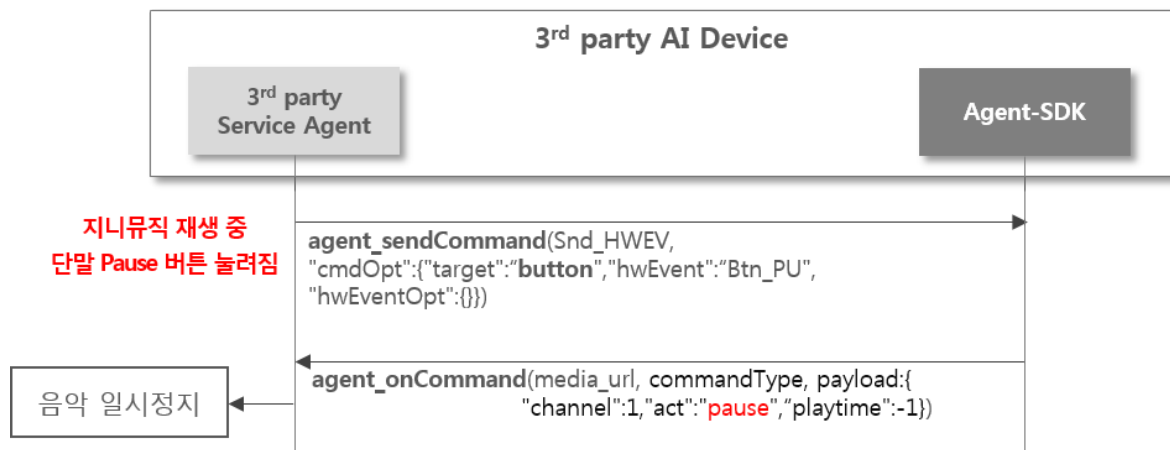 3rd party AI Device
3rd party
Service Agent
Agent-SDK
지니뮤직 재생 중
단말 Pause 버튼 눌려짐
agent_sendCommand(Snd_HWEV,
"cmdOpt":{"target":“button","hwEvent":“Btn_PU",
"hwEventOpt":{}})
agent_onCommand(media_url, commandType, payload:{
"channel":1,"act":"pause",“playtime":-1})
음악 일시정지